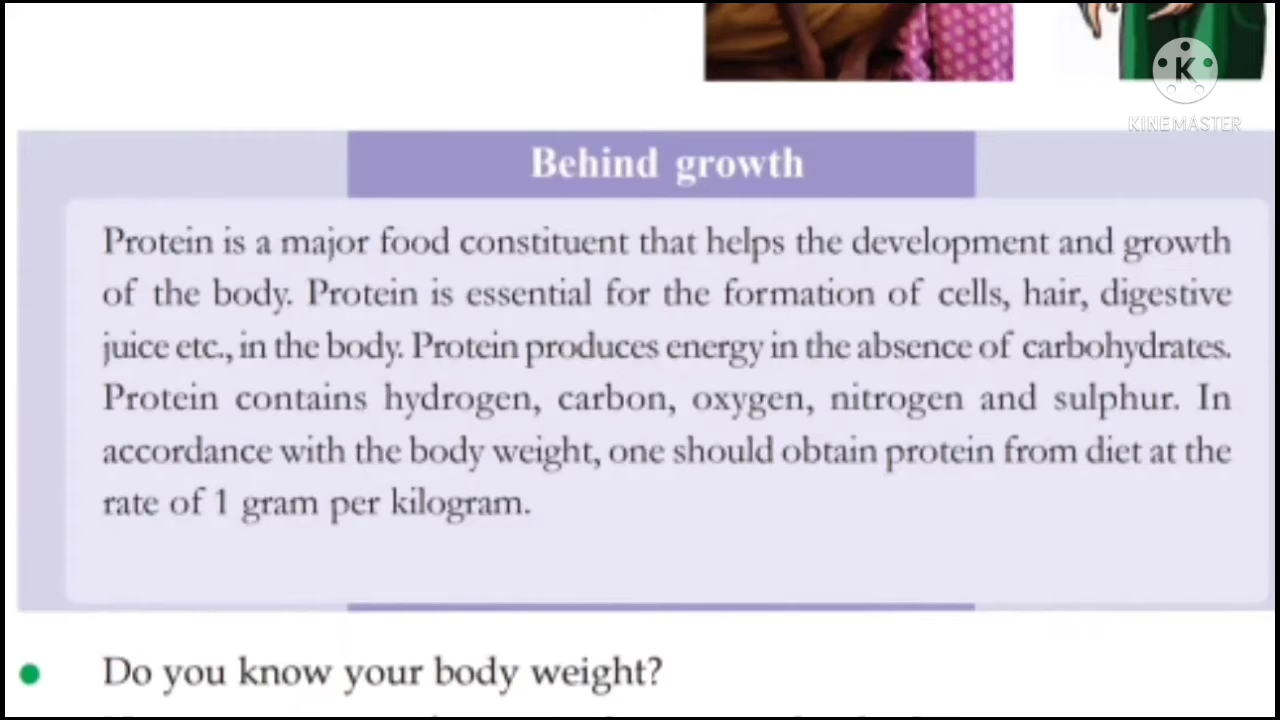 K
KINEMASTER
Behind growth
Protein is a major food constituent that helps the development and growth
of the body. Protein is essential for the formation of cells, hair, digestive
juice etc., in the body. Protein produces energy in the absence of carbohydrates.
Protein contains hydrogen, carbon, oxygen, nitrogen and sulphur. In
accordance with the body weight, one should obtain protein from diet at the
rate of 1 gram per kilogram.
Do you know your body weight?